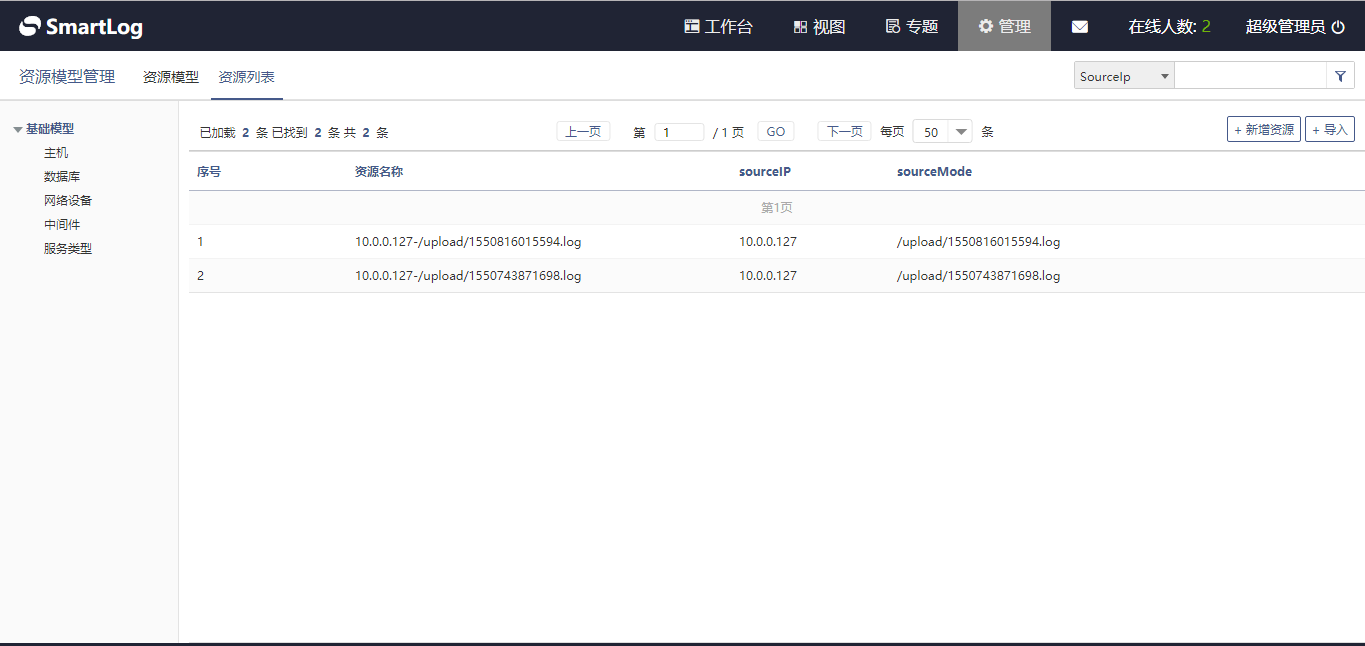 SmartLog 工作台 视图 专题 管理 在线人数: 2 超级管理员
资源模型管理 资源模型 资源列表 SourceIp
基础模型
主机
数据库
网络设备
中间件
服务类型
已加载 2 条 已找到 2 条 共 2 条 上一页 第 1 / 1 页 GO 下一页 每页 50 条 + 新增资源 + 导入
序号 资源名称 sourceIP sourceMode
第1页
1 10.0.0.127-/upload/1550816015594.log 10.0.0.127 /upload/1550816015594.log
2 10.0.0.127-/upload/1550743871698.log 10.0.0.127 /upload/1550743871698.log